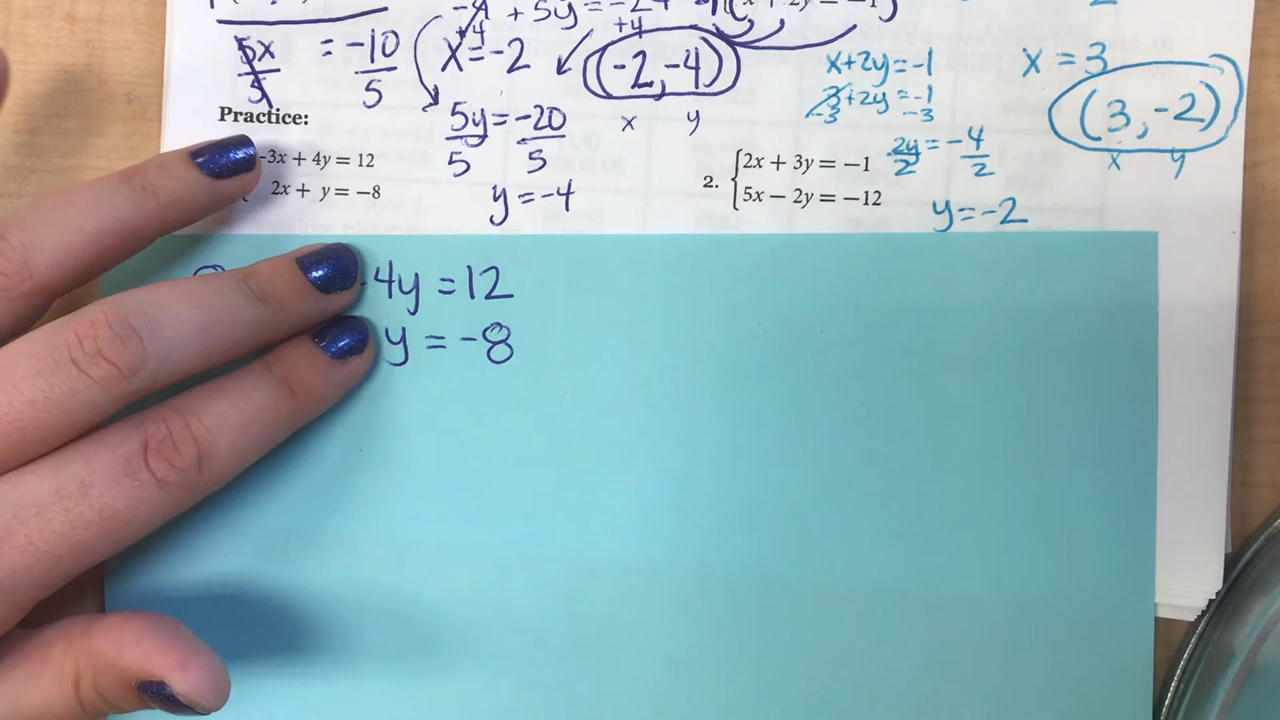 5x = -10
5 5
+ 5y = -24
+4 +4
x = -2
(-2, -4)
x y
5y = -20
5 5
y = -4
x+2y=-1
3+2y=-1
-3 -3
2y = -4
2 2
y=-2
x = 3
(3, -2)
x y
Practice:
-3x + 4y = 12
2x + y = -8
2. 2x + 3y = -1
5x - 2y = -12
4y = 12
y = -8